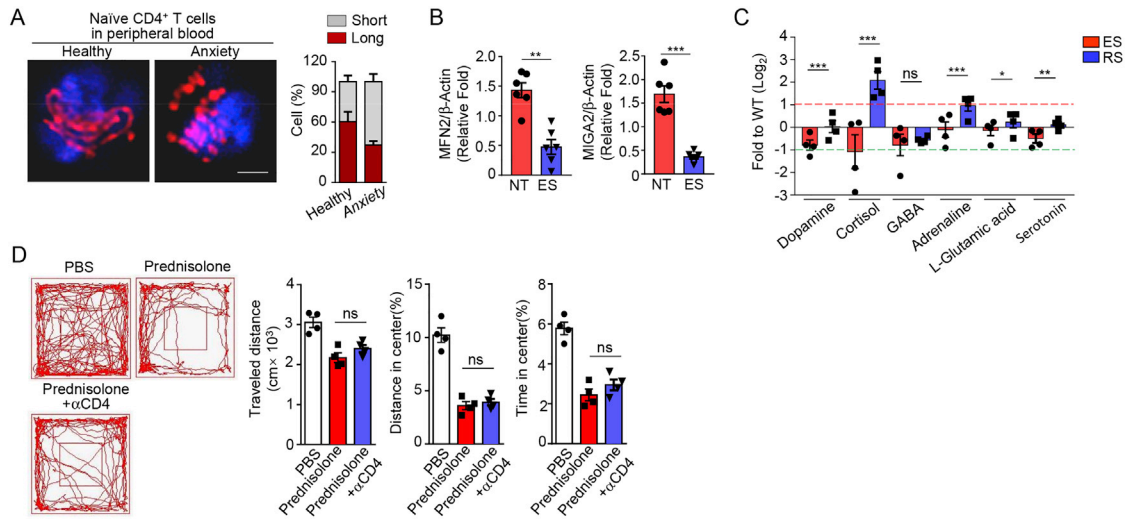 A
Naïve CD4⁺ T cells
in peripheral blood
Healthy
Anxiety
Short
Long
Cell (%)
120
90
60
30
0
Healthy
Anxiety
B
MFN2/β-Actin
(Relative Fold)
2.0
1.5
1.0
0.5
0.0
**
NT
ES
MIGA2/β-Actin
(Relative Fold)
2.5
2.0
1.5
1.0
0.5
0.0
***
NT
ES
C
Fold to WT (Log₂)
4
3
2
1
0
-1
-2
-3
***
***
ns
***
*
**
ES
RS
Dopamine
Cortisol
GABA
Adrenaline
L-Glutamic acid
Serotonin
D
PBS
Prednisolone
Prednisolone
+αCD4
Traveled distance
(cm× 10³)
4
3
2
1
0
ns
PBS
Prednisolone
Prednisolone
+αCD4
Distance in center(%)
15
10
5
0
ns
PBS
Prednisolone
Prednisolone
+αCD4
Time in center(%)
8
6
4
2
0
ns
PBS
Prednisolone
Prednisolone
+αCD4